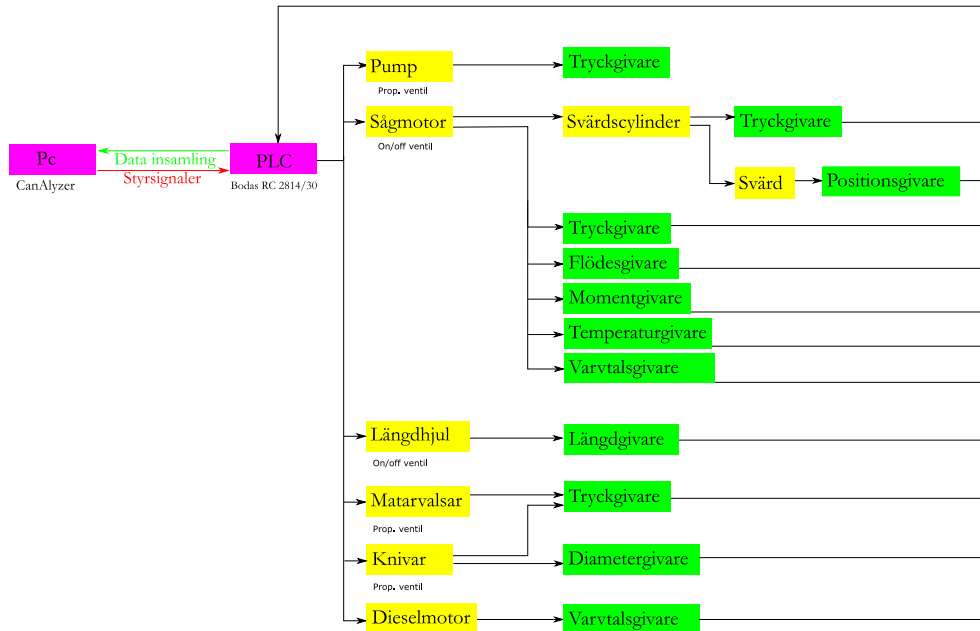 Pump
Tryckgivare
Prop. ventil
Sågmotor
Svärdscylinder
Tryckgivare
On/off ventil
Pc
Data insamling
PLC
Styrsignaler
CanAlyzer
Bodas RC 2814/30
Svärd
Positionsgivare
Tryckgivare
Flödesgivare
Momentgivare
Temperaturgivare
Varvtalsgivare
Längdhjul
Längdgivare
On/off ventil
Matarvalsar
Tryckgivare
Prop. ventil
Knivar
Diametergivare
Prop. ventil
Dieselmotor
Varvtalsgivare